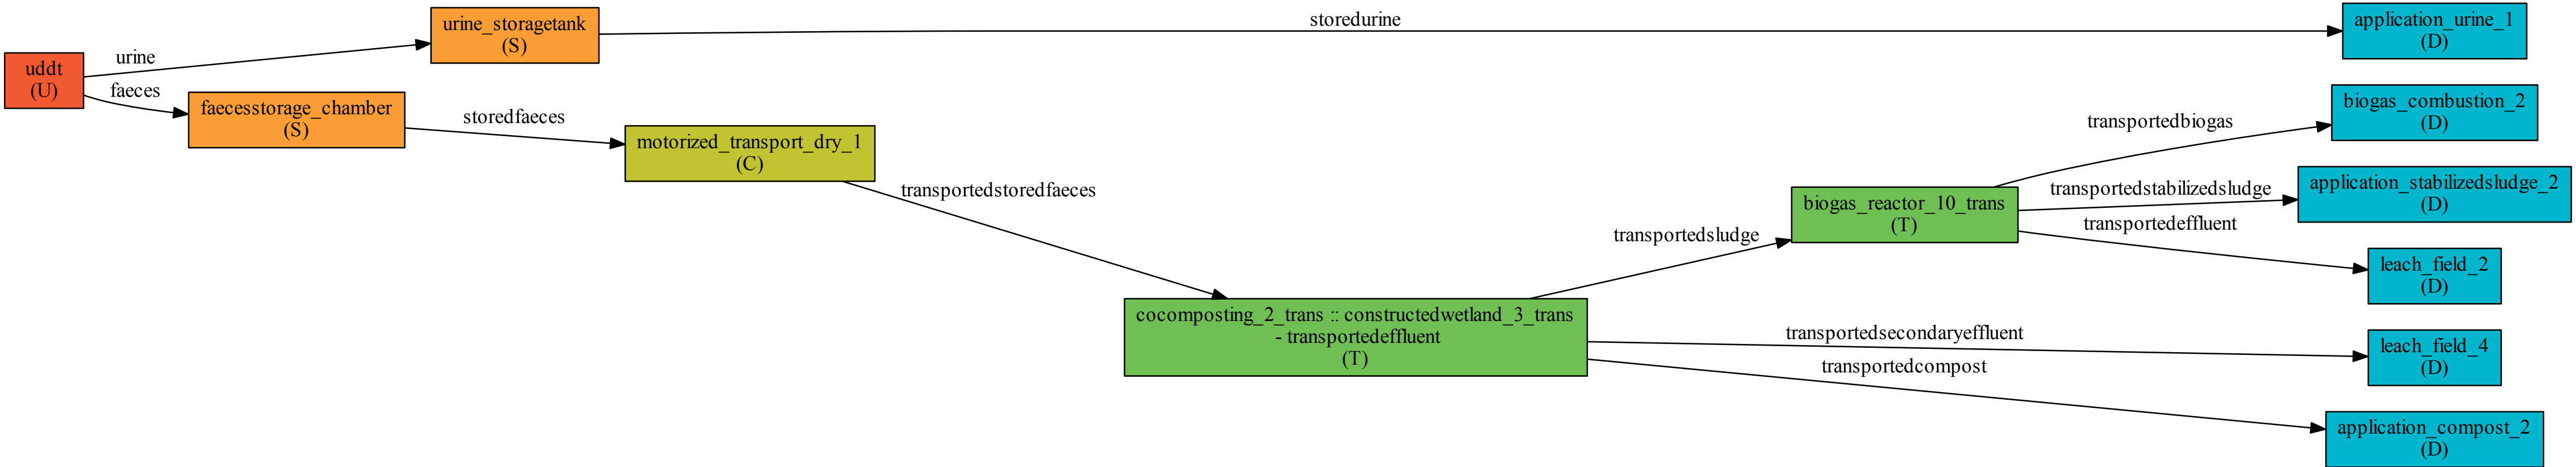 uddt
(U)
urine
faeces
urine_storagetank
(S)
faecesstorage_chamber
(S)
storedurine
storedfaeces
motorized_transport_dry_1
(C)
transportedstoredfaeces
cocomposting_2_trans :: constructedwetland_3_trans
- transportedeffluent
(T)
transportedsludge
biogas_reactor_10_trans
(T)
transportedbiogas
transportedstabilizedsludge
transportedeffluent
transportedsecondaryeffluent
transportedcompost
application_urine_1
(D)
biogas_combustion_2
(D)
application_stabilizedsludge_2
(D)
leach_field_2
(D)
leach_field_4
(D)
application_compost_2
(D)